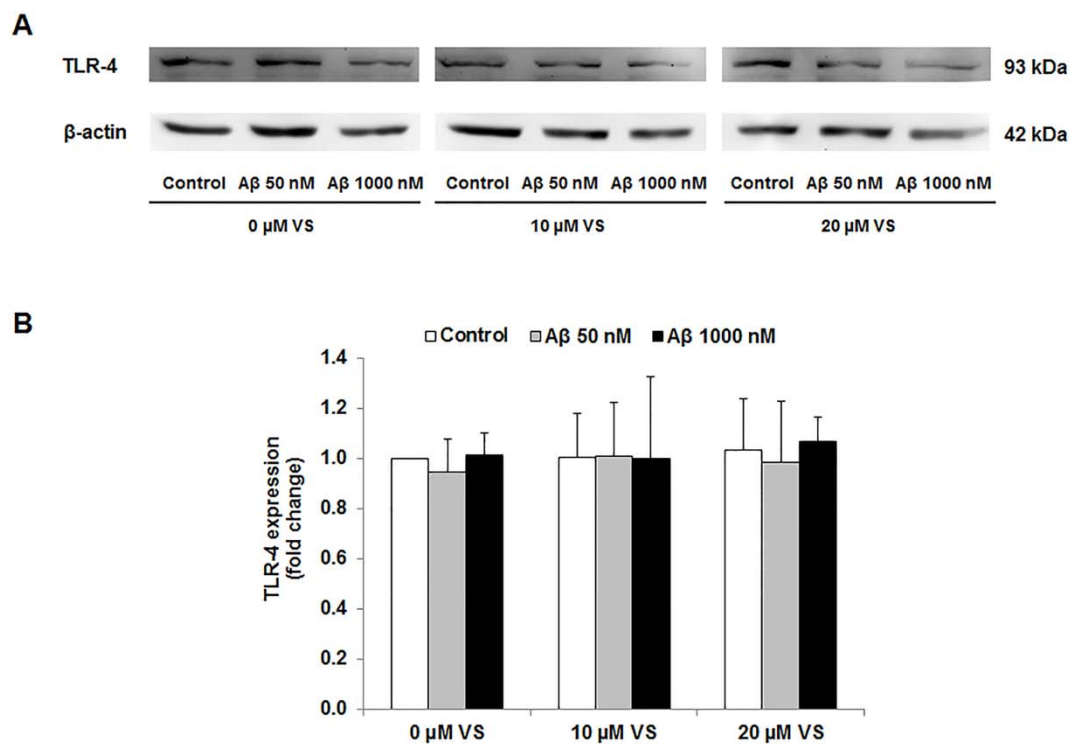 A
TLR-4 93 kDa
β-actin 42 kDa
Control Aβ 50 nM Aβ 1000 nM Control Aβ 50 nM Aβ 1000 nM Control Aβ 50 nM Aβ 1000 nM
0 µM VS 10 µM VS 20 µM VS
B
Control Aβ 50 nM Aβ 1000 nM
TLR-4 expression
(fold change)
1.4
1.2
1.0
0.8
0.6
0.4
0.2
0.0
0 µM VS 10 µM VS 20 µM VS